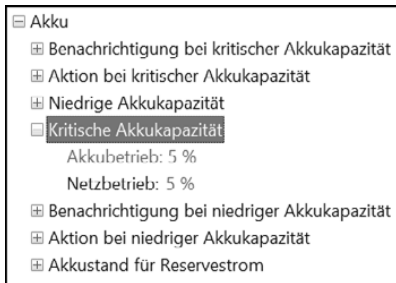 Akku
Benachrichtigung bei kritischer Akkukapazität
Aktion bei kritischer Akkukapazität
Niedrige Akkukapazität
Kritische Akkukapazität
Akkubetrieb: 5 %
Netzbetrieb: 5 %
Benachrichtigung bei niedriger Akkukapazität
Aktion bei niedriger Akkukapazität
Akkustand für Reservestrom